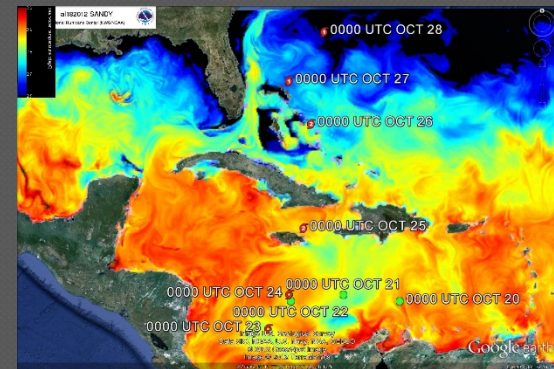 al182012 SANDY
0000 UTC OCT 28
0000 UTC OCT 27
0000 UTC OCT 26
0000 UTC OCT 25
0000 UTC OCT 24
0000 UTC OCT 21
0000 UTC OCT 20
0000 UTC OCT 22
0000 UTC OCT 23
Google earth